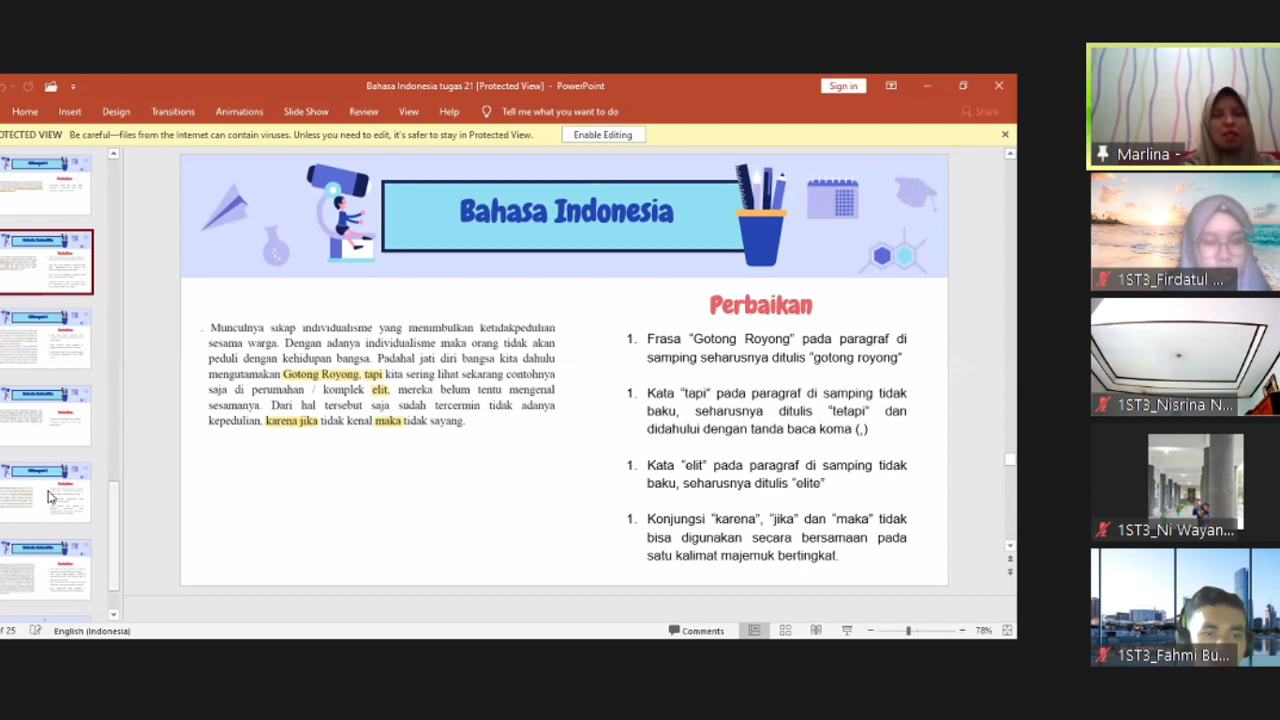 Bahasa Indonesia tugas 21 [Protected View] - PowerPoint
Sign in
Home Insert Design Transitions Animations Slide Show Review View Help Tell me what you want to do Share
OTECTED VIEW Be careful—files from the Internet can contain viruses. Unless you need to edit, it's safer to stay in Protected View. Enable Editing
Bahasa Indonesia
. Munculnya sikap individualisme yang menimbulkan ketidakpedulian
sesama warga. Dengan adanya individualisme maka orang tidak akan
peduli dengan kehidupan bangsa. Padahal jati diri bangsa kita dahulu
mengutamakan Gotong Royong, tapi kita sering lihat sekarang contohnya
saja di perumahan / komplek elit, mereka belum tentu mengenal
sesamanya. Dari hal tersebut saja sudah tercermin tidak adanya
kepedulian, karena jika tidak kenal maka tidak sayang.
Perbaikan
1. Frasa “Gotong Royong” pada paragraf di
samping seharusnya ditulis “gotong royong”
1. Kata “tapi” pada paragraf di samping tidak
baku, seharusnya ditulis “tetapi” dan
didahului dengan tanda baca koma (,)
1. Kata “elit” pada paragraf di samping tidak
baku, seharusnya ditulis “elite”
1. Konjungsi “karena”, “jika” dan “maka” tidak
bisa digunakan secara bersamaan pada
satu kalimat majemuk bertingkat.
of 25 English (Indonesia) Comments 78%
Marlina -
1ST3_Firdatul ...
1ST3_Nisrina N...
1ST3_Ni Wayan...
1ST3_Fahmi Bu...